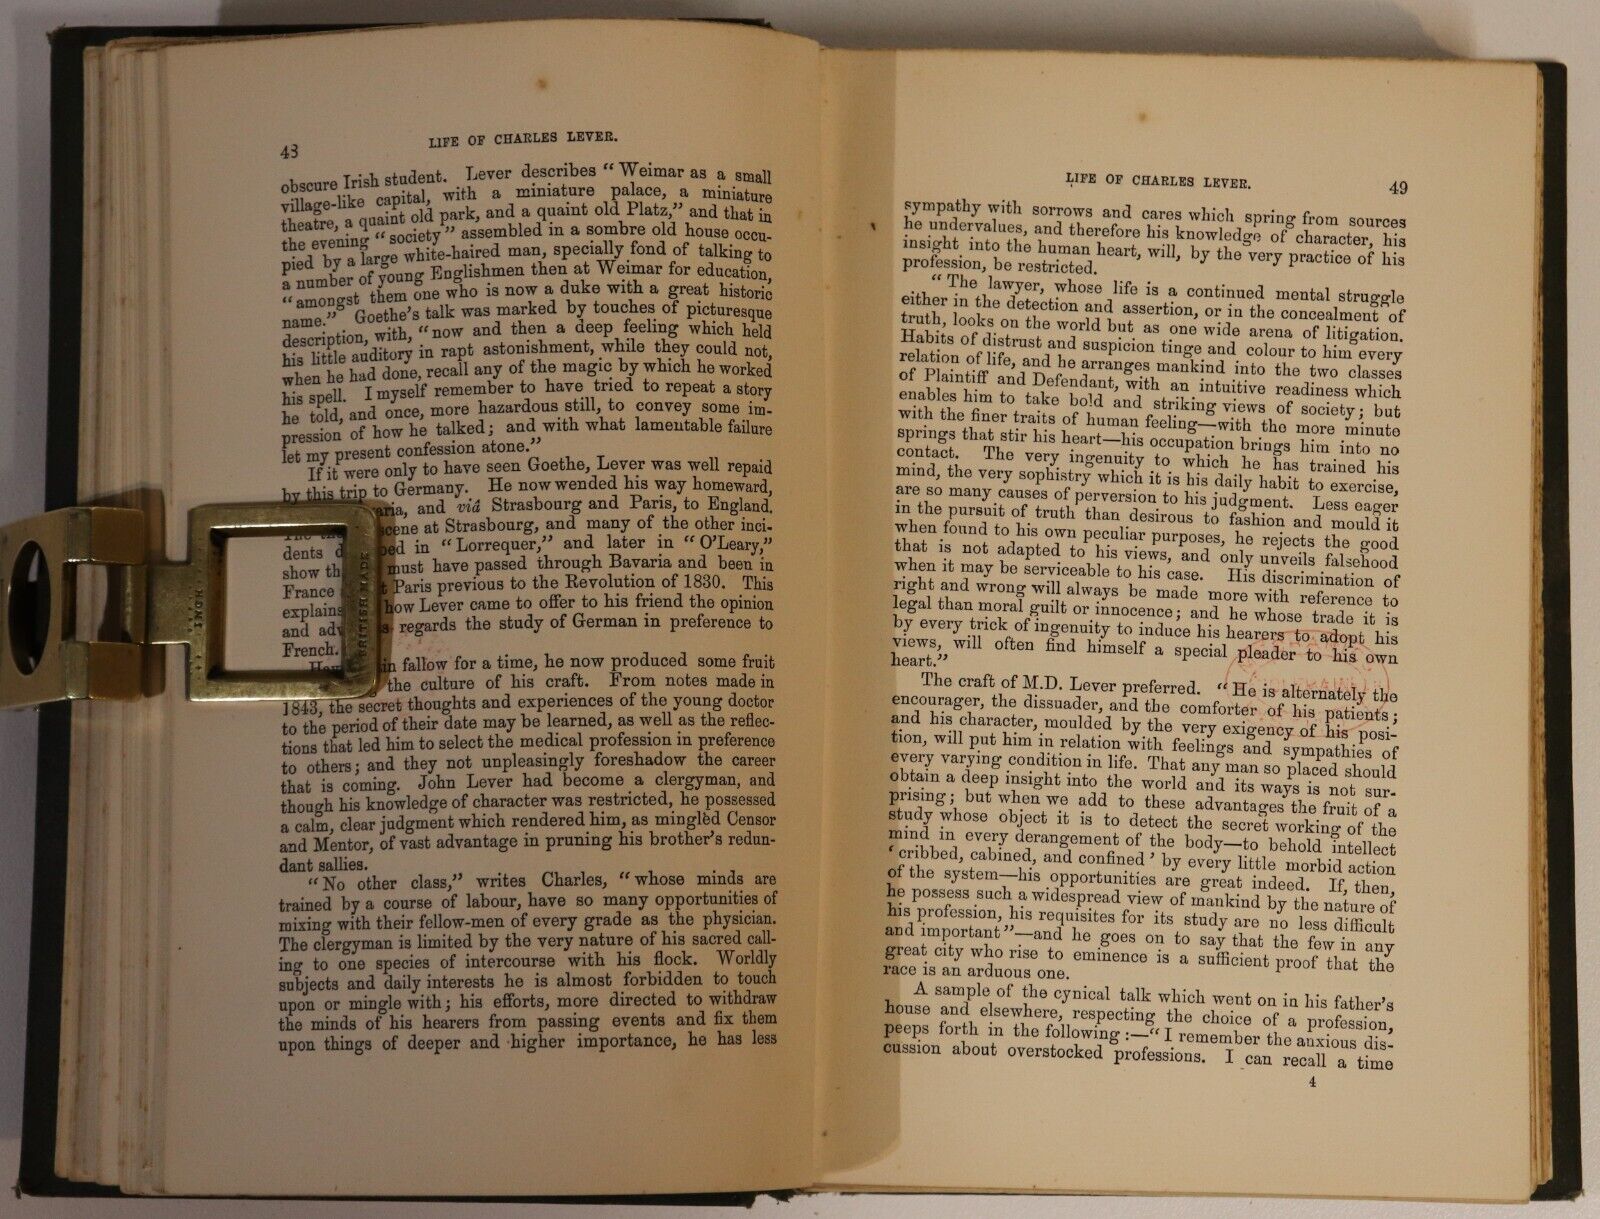 48
LIFE OF CHARLES LEVER.
obscure Irish student. Lever describes “Weimar as a small
village-like capital, with a miniature palace, a miniature
theatre, a quaint old park, and a quaint old Platz,” and that in
the evening “society” assembled in a sombre old house occu-
pied by a large white-haired man, specially fond of talking to
a number of young Englishmen then at Weimar for education,
“amongst them one who is now a duke with a great historic
name.” Goethe’s talk was marked by touches of picturesque
description, with, “now and then a deep feeling which held
his little auditory in rapt astonishment, while they could not,
when he had done, recall any of the magic by which he worked
his spell. I myself remember to have tried to repeat a story
he told, and once, more hazardous still, to convey some im-
pression of how he talked; and with what lamentable failure
let my present confession atone.”
If it were only to have seen Goethe, Lever was well repaid
by this trip to Germany. He now wended his way homeward,
aria, and viâ Strasbourg and Paris, to England.
scene at Strasbourg, and many of the other inci-
dents d ed in “Lorrequer,” and later in “O’Leary,”
show th must have passed through Bavaria and been in
France t Paris previous to the Revolution of 1830. This
explains how Lever came to offer to his friend the opinion
and adv s regards the study of German in preference to
French.
in fallow for a time, he now produced some fruit
the culture of his craft. From notes made in
1843, the secret thoughts and experiences of the young doctor
to the period of their date may be learned, as well as the reflec-
tions that led him to select the medical profession in preference
to others; and they not unpleasingly foreshadow the career
that is coming. John Lever had become a clergyman, and
though his knowledge of character was restricted, he possessed
a calm, clear judgment which rendered him, as mingled Censor
and Mentor, of vast advantage in pruning his brother’s redun-
dant sallies.
“No other class,” writes Charles, “whose minds are
trained by a course of labour, have so many opportunities of
mixing with their fellow-men of every grade as the physician.
The clergyman is limited by the very nature of his sacred call-
ing to one species of intercourse with his flock. Worldly
subjects and daily interests he is almost forbidden to touch
upon or mingle with; his efforts, more directed to withdraw
the minds of his hearers from passing events and fix them
upon things of deeper and higher importance, he has less
BRITISH MADE
LIFE OF CHARLES LEVER.
49
sympathy with sorrows and cares which spring from sources
he undervalues, and therefore his knowledge of character, his
insight into the human heart, will, by the very practice of his
profession, be restricted.
“The lawyer, whose life is a continued mental struggle
either in the detection and assertion, or in the concealment of
truth, looks on the world but as one wide arena of litigation.
Habits of distrust and suspicion tinge and colour to him every
relation of life, and he arranges mankind into the two classes
of Plaintiff and Defendant, with an intuitive readiness which
enables him to take bold and striking views of society; but
with the finer traits of human feeling—with the more minute
springs that stir his heart—his occupation brings him into no
contact. The very ingenuity to which he has trained his
mind, the very sophistry which it is his daily habit to exercise,
are so many causes of perversion to his judgment. Less eager
in the pursuit of truth than desirous to fashion and mould it
when found to his own peculiar purposes, he rejects the good
that is not adapted to his views, and only unveils falsehood
when it may be serviceable to his case. His discrimination of
right and wrong will always be made more with reference to
legal than moral guilt or innocence; and he whose trade it is
by every trick of ingenuity to induce his hearers to adopt his
views, will often find himself a special pleader to his own
heart.”
The craft of M.D. Lever preferred. “He is alternately the
encourager, the dissuader, and the comforter of his patients;
and his character, moulded by the very exigency of his posi-
tion, will put him in relation with feelings and sympathies of
every varying condition in life. That any man so placed should
obtain a deep insight into the world and its ways is not sur-
prising; but when we add to these advantages the fruit of a
study whose object it is to detect the secret working of the
mind in every derangement of the body—to behold intellect
‘cribbed, cabined, and confined’ by every little morbid action
of the system—his opportunities are great indeed. If, then,
he possess such a widespread view of mankind by the nature of
his profession, his requisites for its study are no less difficult
and important”—and he goes on to say that the few in any
great city who rise to eminence is a sufficient proof that the
race is an arduous one.
A sample of the cynical talk which went on in his father’s
house and elsewhere, respecting the choice of a profession,
peeps forth in the following:—“I remember the anxious dis-
cussion about overstocked professions. I can recall a time
4